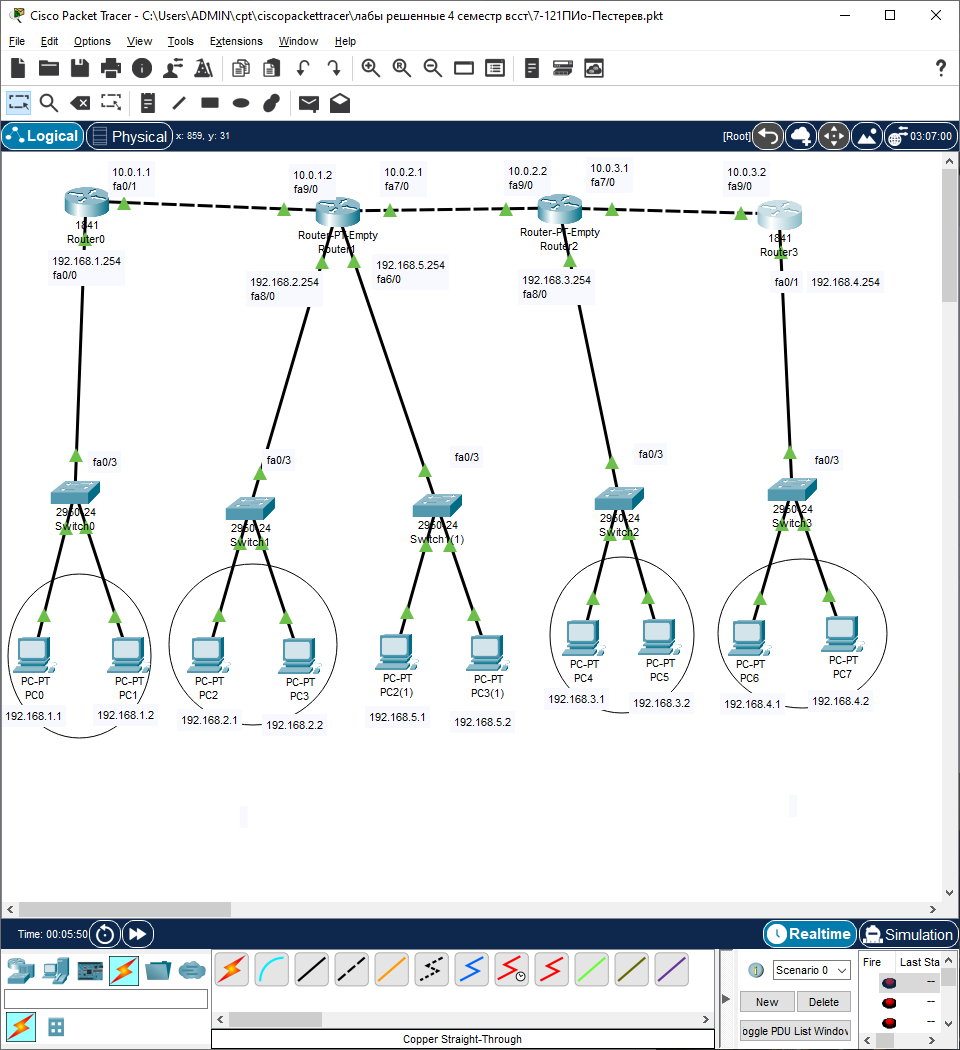 Cisco Packet Tracer - C:\Users\ADMIN\cpt\ciscopackettracer\лабы решенные 4 семестр всст\7-121ПИо-Пестерев.pkt
File Edit Options View Tools Extensions Window Help
Logical Physical x: 859, y: 31 [Root] 03:07:00
10.0.1.1
fa0/1
10.0.1.2
fa9/0
10.0.2.1
fa7/0
10.0.2.2
fa9/0
10.0.3.1
fa7/0
10.0.3.2
fa9/0
1841
Router0
Router-PT-Empty
Router1
Router-PT-Empty
Router2
1841
Router3
192.168.1.254
fa0/0
192.168.2.254
fa8/0
192.168.5.254
fa6/0
192.168.3.254
fa8/0
fa0/1 192.168.4.254
fa0/3
fa0/3
fa0/3
fa0/3
fa0/3
2950-24
Switch0
2950-24
Switch1
2950-24
Switch1(1)
2950-24
Switch2
2950-24
Switch3
PC-PT
PC0
PC-PT
PC1
PC-PT
PC2
PC-PT
PC3
PC-PT
PC2(1)
PC-PT
PC3(1)
PC-PT
PC4
PC-PT
PC5
PC-PT
PC6
PC-PT
PC7
192.168.1.1
192.168.1.2
192.168.2.1
192.168.2.2
192.168.5.1
192.168.5.2
192.168.3.1
192.168.3.2
192.168.4.1
192.168.4.2
Time: 00:05:50 Realtime Simulation
Scenario 0
Fire Last Sta
--
--
--
New Delete
oggle PDU List Window
Copper Straight-Through